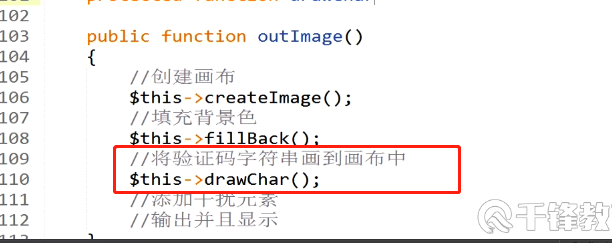 102
103 public function outImage()
104 {
105 //创建画布
106 $this->createImage();
107 //填充背景色
108 $this->fillBack();
109 //将验证码字符串画到画布中
110 $this->drawChar();
111 //添加干扰元素
112 //输出并且显示
千锋教